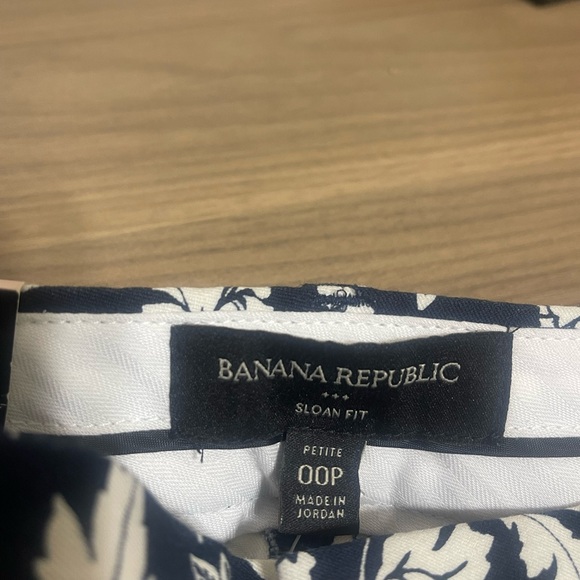 BANANA REPUBLIC
+++
SLOAN FIT
PETITE
00P
MADE IN
JORDAN